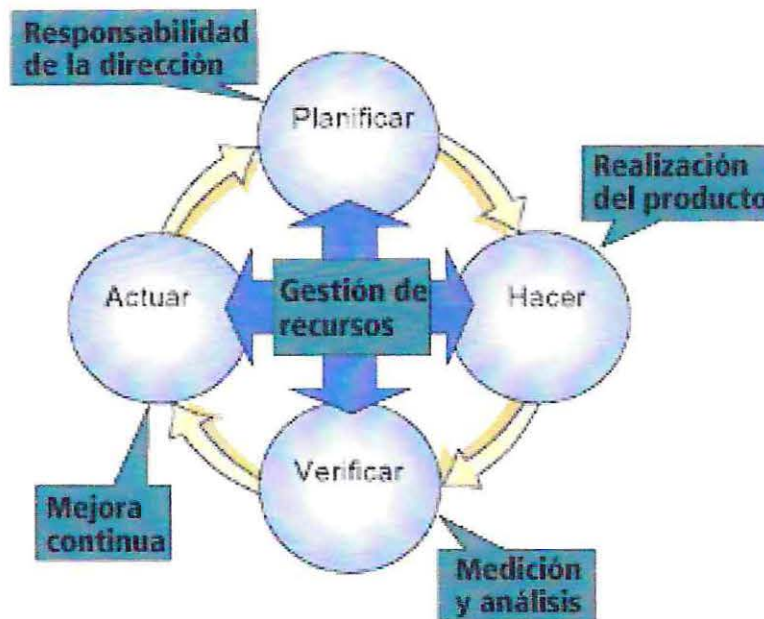 Responsabilidad
de la dirección
Planificar
Realización
del producto
Actuar
Gestión de
recursos
Hacer
Verificar
Mejora
continua
Medición
y análisis